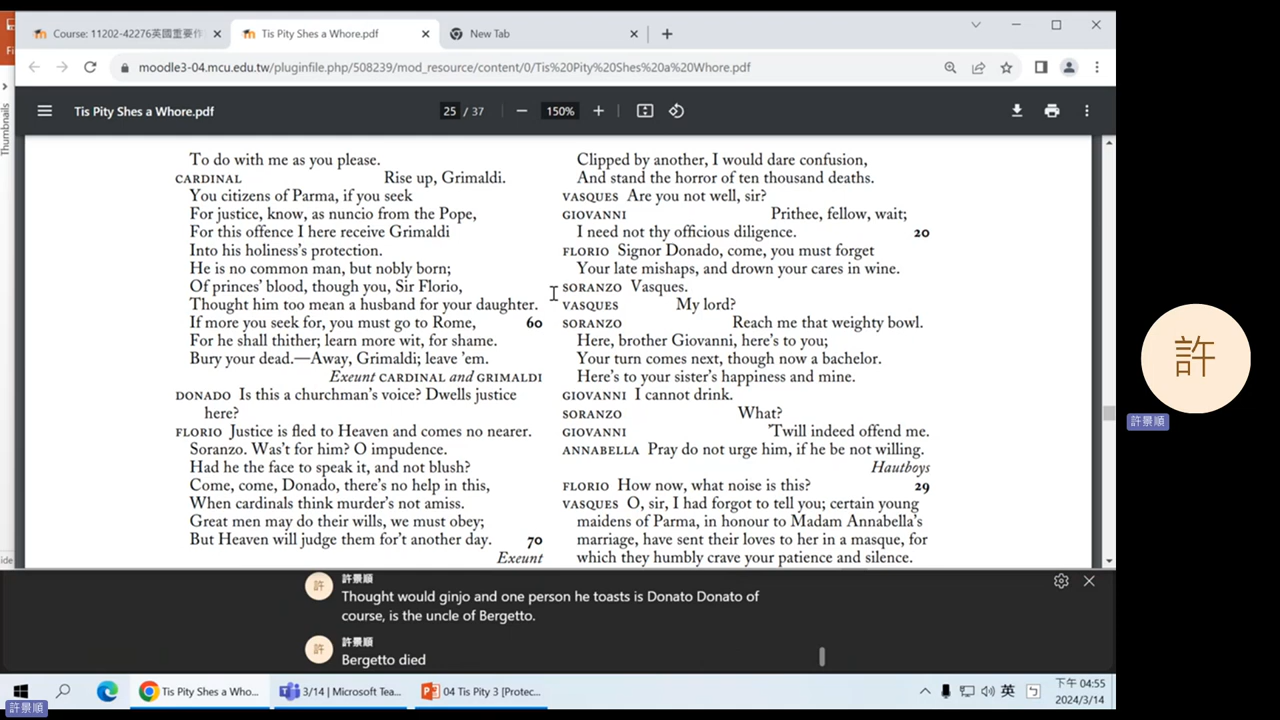 Course: 11202-42276英國重要作
Tis Pity Shes a Whore.pdf
New Tab
moodle3-04.mcu.edu.tw/pluginfile.php/508239/mod_resource/content/0/Tis%20Pity%20Shes%20a%20Whore.pdf
Tis Pity Shes a Whore.pdf
25 / 37
150%
Thumbnails
To do with me as you please.
CARDINAL Rise up, Grimaldi.
You citizens of Parma, if you seek
For justice, know, as nuncio from the Pope,
For this offence I here receive Grimaldi
Into his holiness's protection.
He is no common man, but nobly born;
Of princes' blood, though you, Sir Florio,
Thought him too mean a husband for your daughter.
If more you seek for, you must go to Rome, 60
For he shall thither; learn more wit, for shame.
Bury your dead.—Away, Grimaldi; leave 'em.
Exeunt CARDINAL and GRIMALDI
DONADO Is this a churchman's voice? Dwells justice
here?
FLORIO Justice is fled to Heaven and comes no nearer.
Soranzo. Was't for him? O impudence.
Had he the face to speak it, and not blush?
Come, come, Donado, there's no help in this,
When cardinals think murder's not amiss.
Great men may do their wills, we must obey;
But Heaven will judge them for't another day. 70
Exeunt
Clipped by another, I would dare confusion,
And stand the horror of ten thousand deaths.
VASQUES Are you not well, sir?
GIOVANNI Prithee, fellow, wait;
I need not thy officious diligence. 20
FLORIO Signor Donado, come, you must forget
Your late mishaps, and drown your cares in wine.
SORANZO Vasques.
VASQUES My lord?
SORANZO Reach me that weighty bowl.
Here, brother Giovanni, here's to you;
Your turn comes next, though now a bachelor.
Here's to your sister's happiness and mine.
GIOVANNI I cannot drink.
SORANZO What?
GIOVANNI 'Twill indeed offend me.
ANNABELLA Pray do not urge him, if he be not willing.
Hautboys
FLORIO How now, what noise is this? 29
VASQUES O, sir, I had forgot to tell you; certain young
maidens of Parma, in honour to Madam Annabella's
marriage, have sent their loves to her in a masque, for
which they humbly crave your patience and silence.
許
許景順
許 許景順
Thought would ginjo and one person he toasts is Donato Donato of
course, is the uncle of Bergetto.
許 許景順
Bergetto died
Tis Pity Shes a Who...
3/14 | Microsoft Tea...
04 Tis Pity 3 [Protec...
英
下午 04:55
2024/3/14
許景順